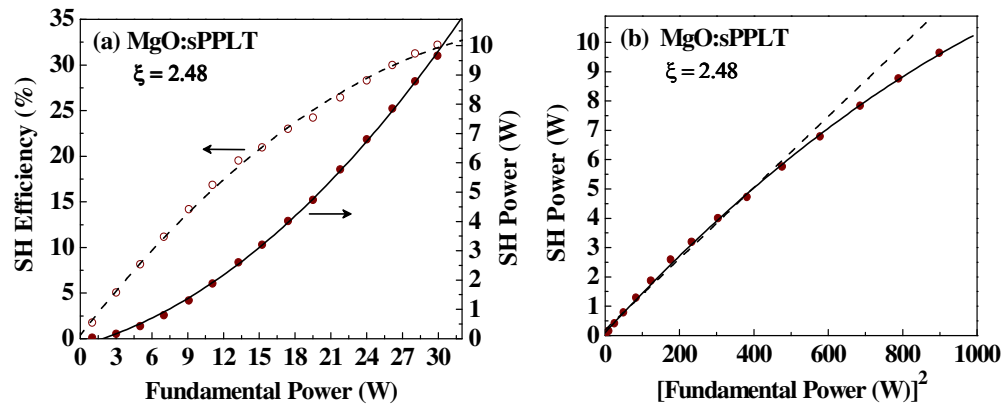 (a) MgO:sPPLT
ξ = 2.48
SH Efficiency (%)
35
30
25
20
15
10
5
0
0 3 6 9 12 15 18 21 24 27 30
Fundamental Power (W)
10
9
8
7
6
5
4
3
2
1
0
SH Power (W)
(b) MgO:sPPLT
ξ = 2.48
SH Power (W)
11
10
9
8
7
6
5
4
3
2
1
0
0 200 400 600 800 1000
[Fundamental Power (W)]²